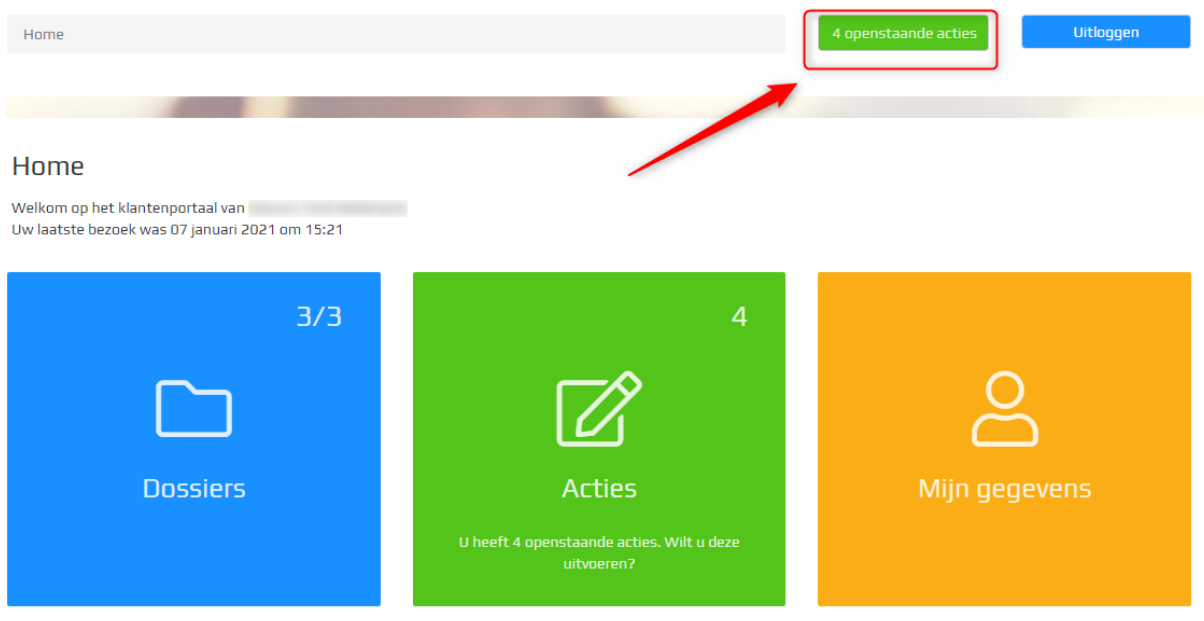 Home
4 openstaande acties
Uitloggen
Home
Welkom op het klantenportaal van
Uw laatste bezoek was 07 januari 2021 om 15:21
3/3
Dossiers
4
Acties
U heeft 4 openstaande acties. Wilt u deze
uitvoeren?
Mijn gegevens